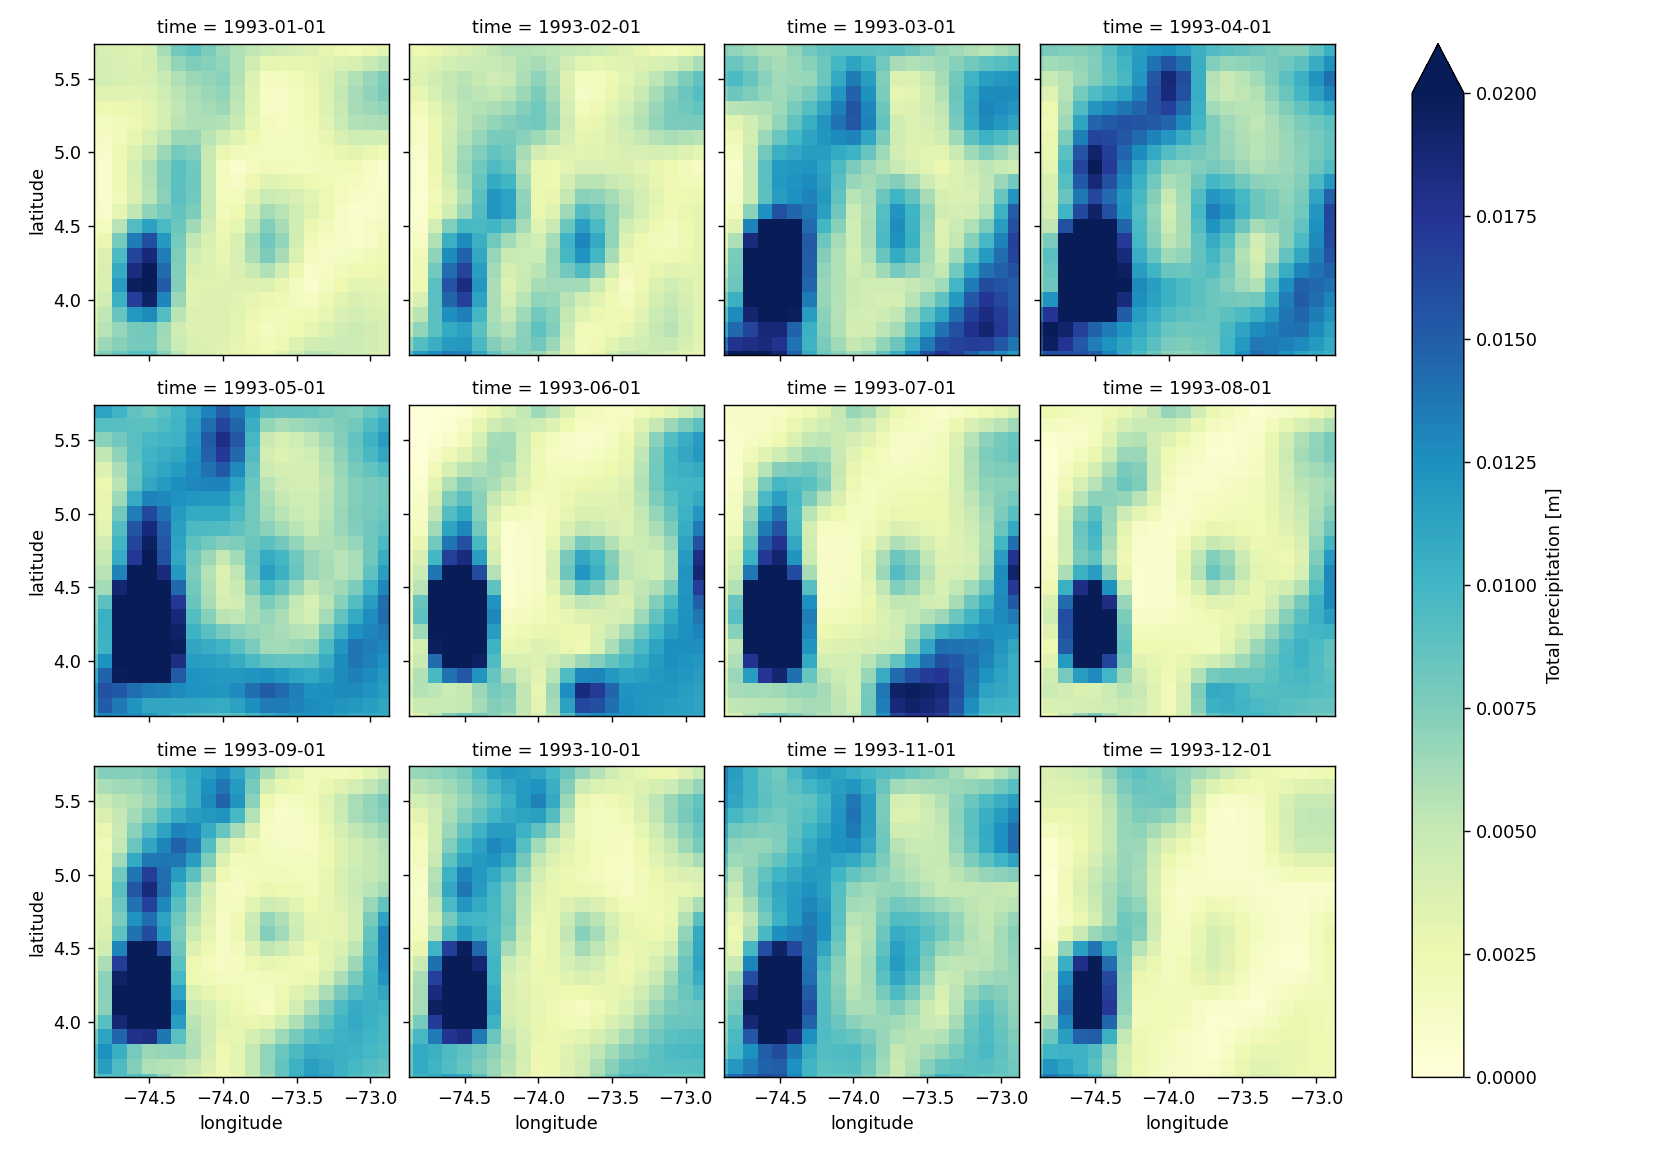 time = 1993-01-01
time = 1993-02-01
time = 1993-03-01
time = 1993-04-01
5.5
5.0
4.5
4.0
latitude
time = 1993-05-01
time = 1993-06-01
time = 1993-07-01
time = 1993-08-01
5.5
5.0
4.5
4.0
latitude
time = 1993-09-01
time = 1993-10-01
time = 1993-11-01
time = 1993-12-01
5.5
5.0
4.5
4.0
latitude
−74.5 −74.0 −73.5 −73.0
longitude
−74.5 −74.0 −73.5 −73.0
longitude
−74.5 −74.0 −73.5 −73.0
longitude
−74.5 −74.0 −73.5 −73.0
longitude
0.0200
0.0175
0.0150
0.0125
0.0100
0.0075
0.0050
0.0025
0.0000
Total precipitation [m]